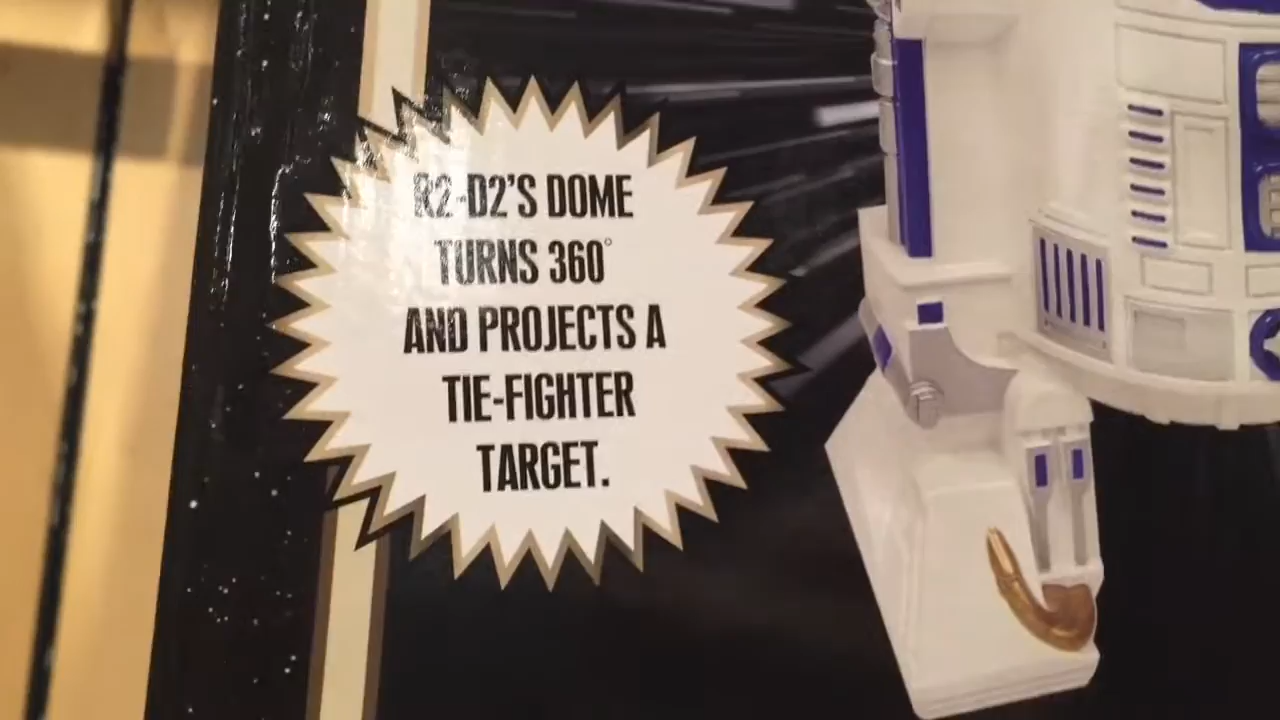 R2-D2'S DOME
TURNS 360°
AND PROJECTS A
TIE-FIGHTER
TARGET.